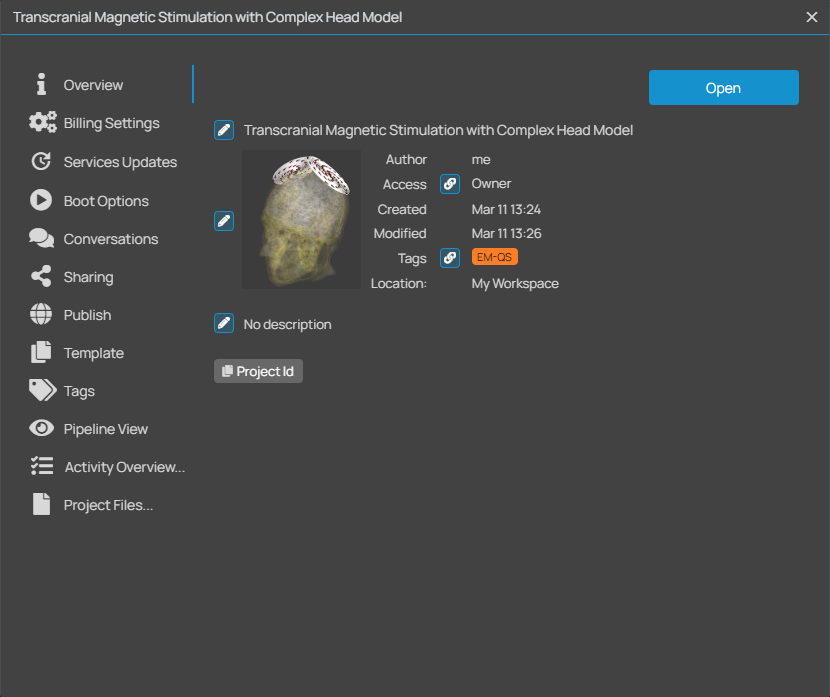 Transcranial Magnetic Stimulation with Complex Head Model
Overview
Billing Settings
Services Updates
Boot Options
Conversations
Sharing
Publish
Template
Tags
Pipeline View
Activity Overview...
Project Files...
Open
Transcranial Magnetic Stimulation with Complex Head Model
Author me
Access Owner
Created Mar 11 13:24
Modified Mar 11 13:26
Tags EM-QS
Location: My Workspace
No description
Project Id